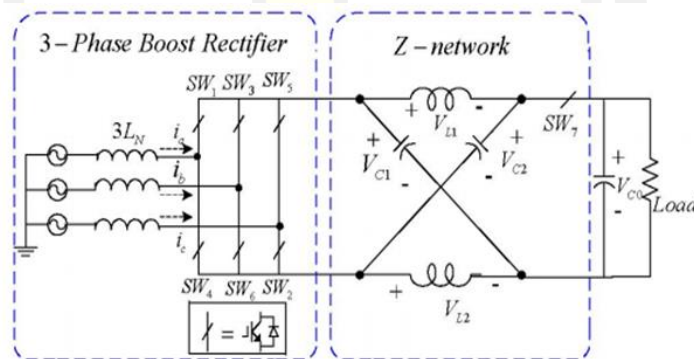 3-Phase Boost Rectifier
Z-network
SW1 SW3 SW5
3LN
ia
ib
ic
SW4 SW6 SW2
=
+ VL1 -
+ VC1 -
+ VC2 -
SW7
+ VC0 -
Load
+ VL2 -